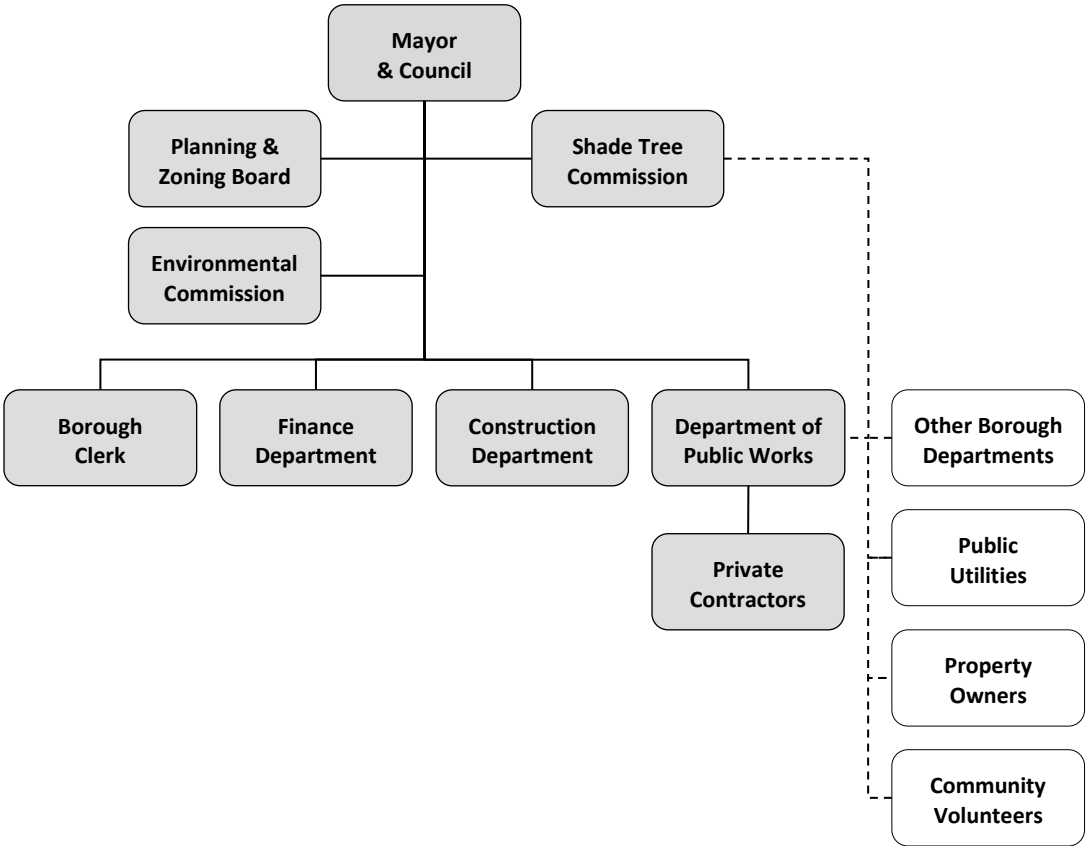 Mayor
& Council
Planning &
Zoning Board
Shade Tree
Commission
Environmental
Commission
Borough
Clerk
Finance
Department
Construction
Department
Department of
Public Works
Other Borough
Departments
Public
Utilities
Private
Contractors
Property
Owners
Community
Volunteers